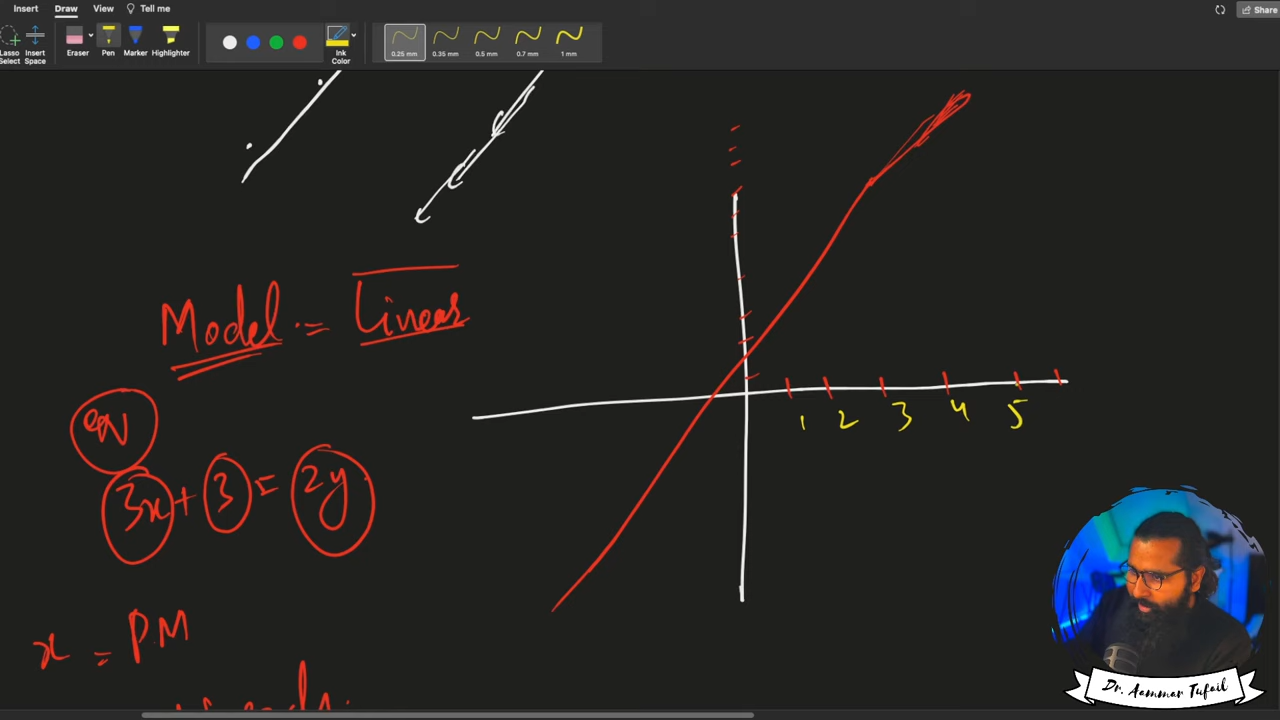 Insert Draw View Tell me Share
Lasso Select
Insert Space
Eraser
Pen
Marker
Highlighter
Ink Color
0.25 mm 0.35 mm 0.5 mm 0.7 mm 1 mm
Model = Linear
1 2 3 4 5
3x + 3 = 2y
x = PM
Dr. Aammar Tufail